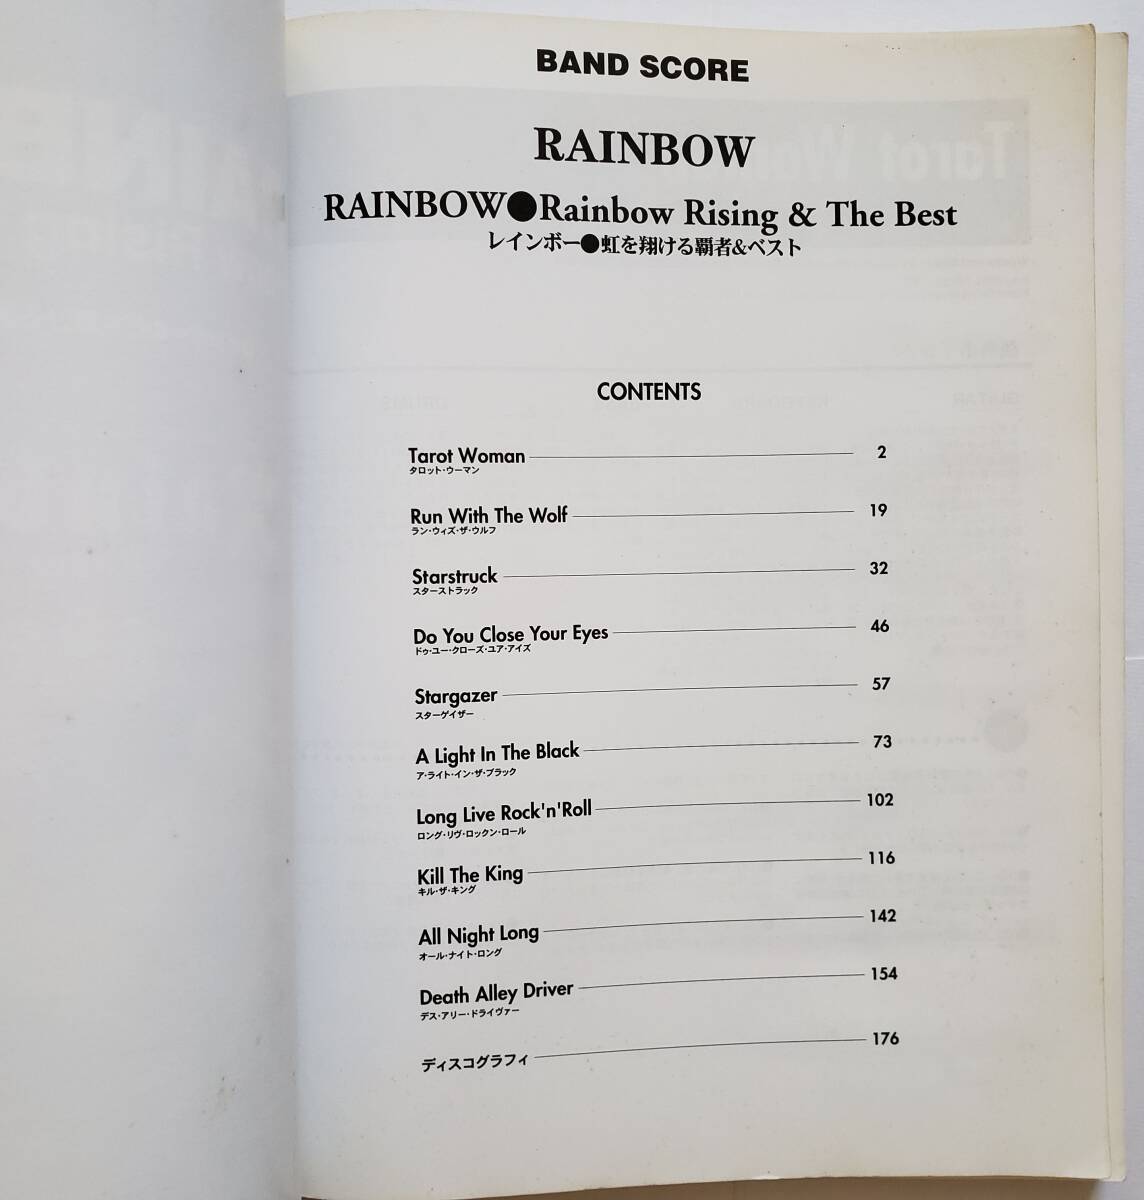 BAND SCORE
RAINBOW
RAINBOW●Rainbow Rising & The Best
レインボー●虹を翔ける覇者&ベスト
CONTENTS
Tarot Woman 2
タロット・ウーマン
Run With The Wolf 19
ラン・ウィズ・ザ・ウルフ
Starstruck 32
スターストラック
Do You Close Your Eyes 46
ドゥ・ユー・クローズ・ユア・アイズ
Stargazer 57
スターゲイザー
A Light In The Black 73
ア・ライト・イン・ザ・ブラック
Long Live Rock'n'Roll 102
ロング・リヴ・ロックン・ロール
Kill The King 116
キル・ザ・キング
All Night Long 142
オール・ナイト・ロング
Death Alley Driver 154
デス・アリー・ドライヴァー
ディスコグラフィ 176